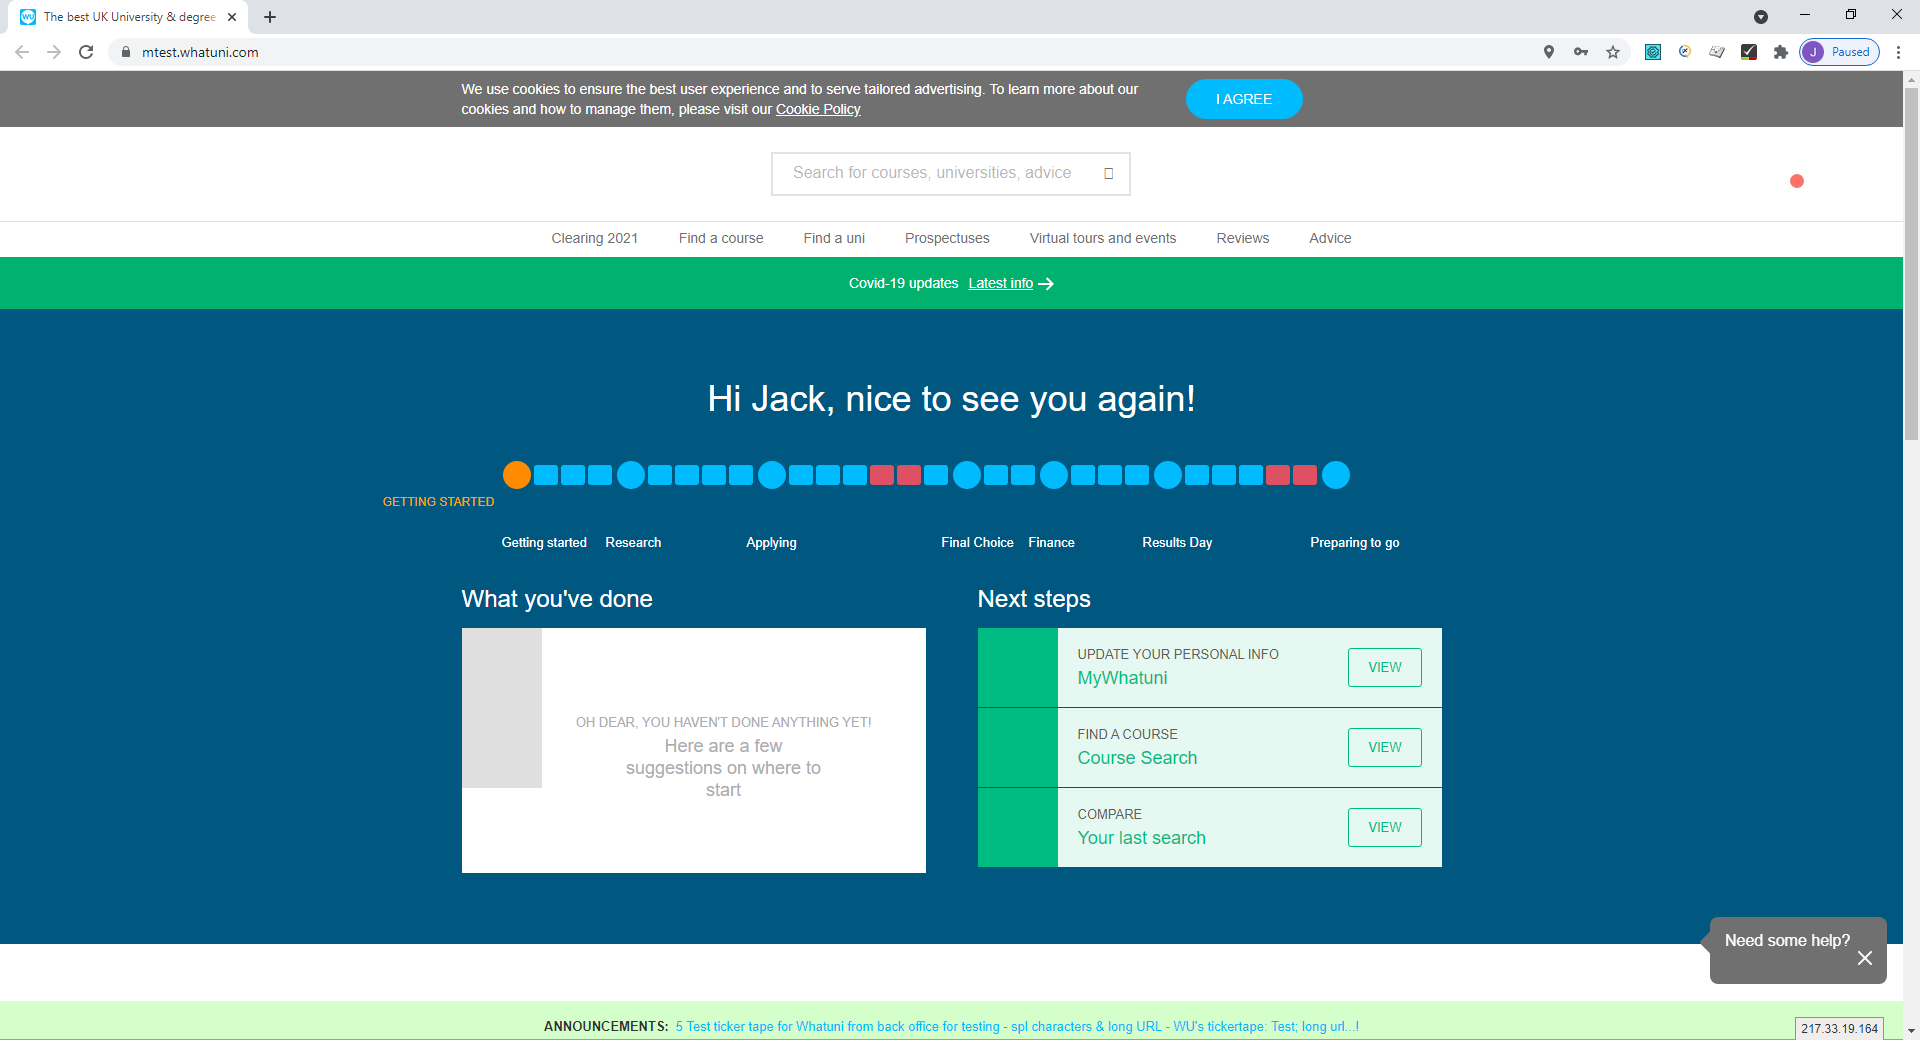 The best UK University & degree
mtest.whatuni.com
J Paused
We use cookies to ensure the best user experience and to serve tailored advertising. To learn more about our
cookies and how to manage them, please visit our Cookie Policy
I AGREE
Search for courses, universities, advice
Clearing 2021 Find a course Find a uni Prospectuses Virtual tours and events Reviews Advice
Covid-19 updates Latest info
Hi Jack, nice to see you again!
GETTING STARTED
Getting started Research Applying Final Choice Finance Results Day Preparing to go
What you've done
OH DEAR, YOU HAVEN'T DONE ANYTHING YET!
Here are a few
suggestions on where to
start
Next steps
UPDATE YOUR PERSONAL INFO
MyWhatuni
VIEW
FIND A COURSE
Course Search
VIEW
COMPARE
Your last search
VIEW
Need some help?
ANNOUNCEMENTS: 5 Test ticker tape for Whatuni from back office for testing - spl characters & long URL - WU's tickertape: Test; long url...!
217.33.19.164